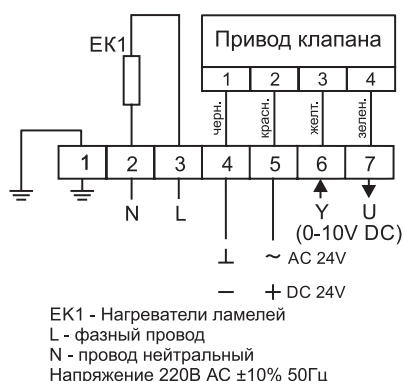 ЕК1
Привод клапана
1 2 3 4
черн. красн. желт. зелен.
1 2 3 4 5 6 7
N L Y U
(0-10V DC)
⊥ ~ AC 24V
− + DC 24V
ЕК1 - Нагреватели ламелей
L - фазный провод
N - провод нейтральный
Напряжение 220В AC ±10% 50Гц